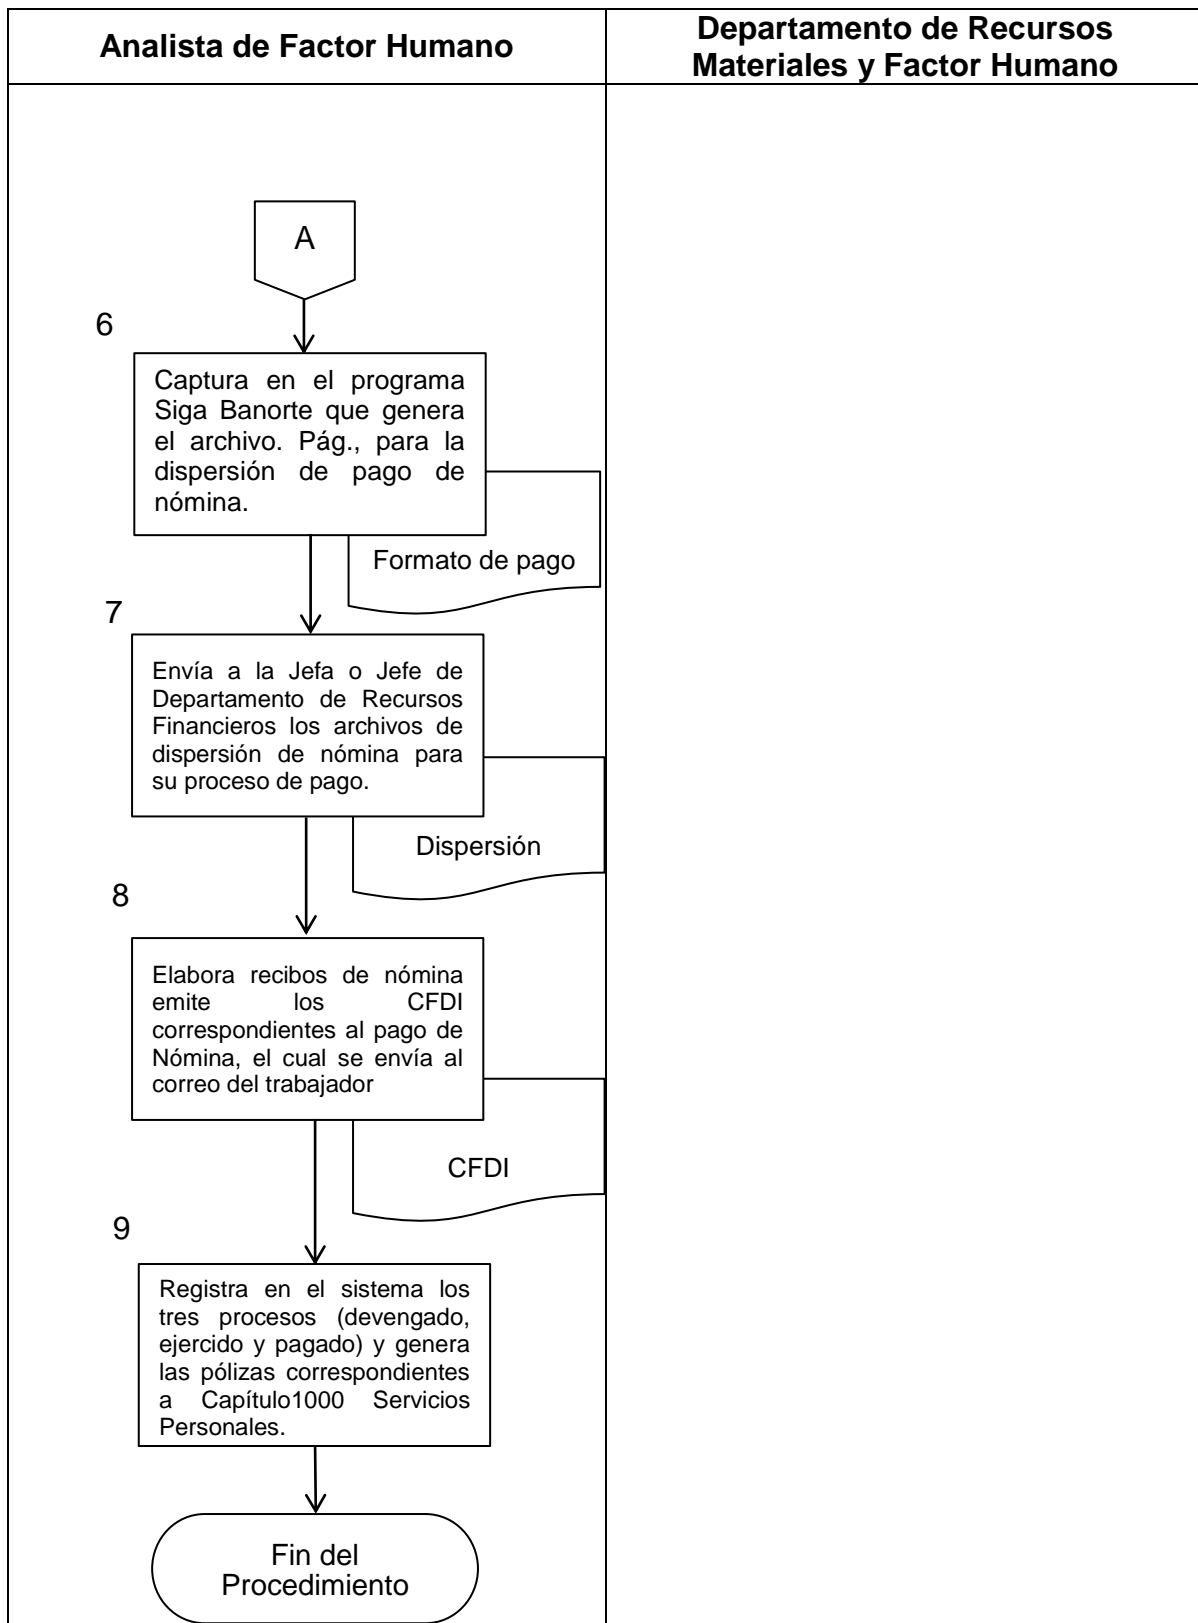 Analista de Factor Humano
Departamento de Recursos
Materiales y Factor Humano
A
6
Captura en el programa
Siga Banorte que genera
el archivo. Pág., para la
dispersión de pago de
nómina.
Formato de pago
7
Envía a la Jefa o Jefe de
Departamento de Recursos
Financieros los archivos de
dispersión de nómina para
su proceso de pago.
Dispersión
8
Elabora recibos de nómina
emite los CFDI
correspondientes al pago de
Nómina, el cual se envía al
correo del trabajador
CFDI
9
Registra en el sistema los
tres procesos (devengado,
ejercido y pagado) y genera
las pólizas correspondientes
a Capítulo1000 Servicios
Personales.
Fin del
Procedimiento